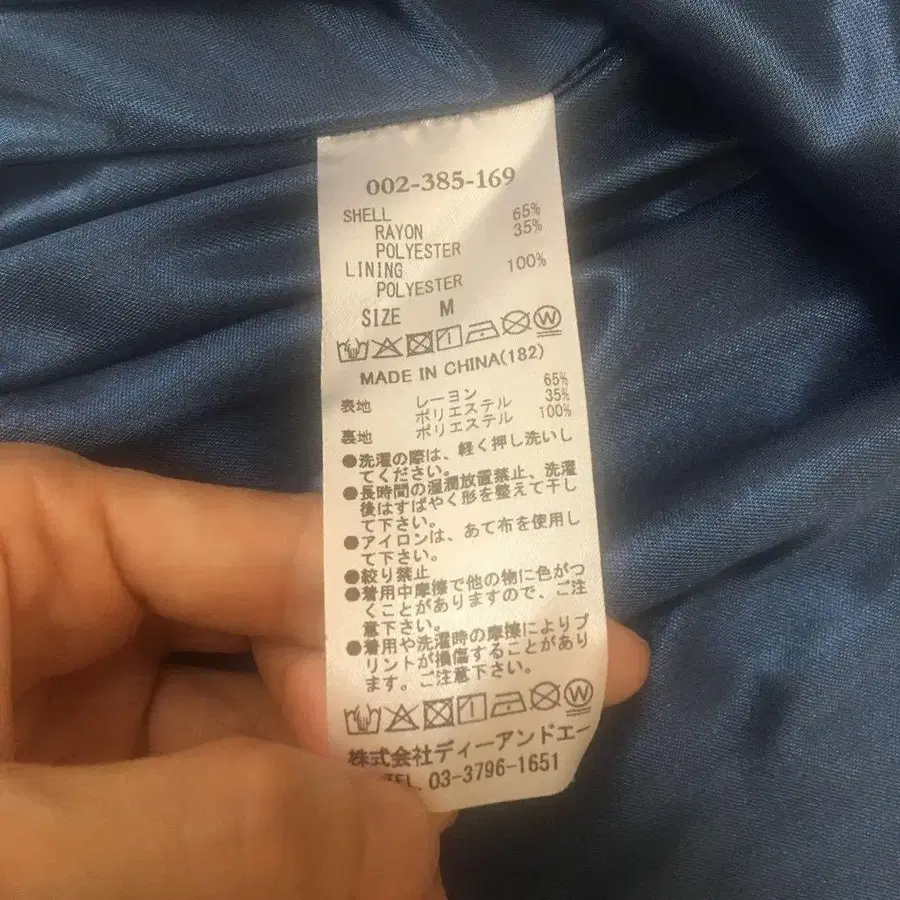 002-385-169
SHELL
RAYON 65%
POLYESTER 35%
LINING
POLYESTER 100%
SIZE M
W
MADE IN CHINA(182)
表地 レーヨン 65%
ポリエステル 35%
裏地 ポリエステル 100%
●洗濯の際は、軽く押し洗いし
てください。
●長時間の湿潤放置禁止、洗濯
後はすばやく形を整えて干し
て下さい。
●アイロンは、あて布を使用し
て下さい。
●絞り禁止
●着用中摩擦で他の物に色がつ
くことがありますので、ご注
意下さい。
●着用や洗濯時の摩擦によりプ
リントが損傷することがあり
ます。ご注意下さい。
W
株式会社ディーアンドエー
TEL 03-3796-1651